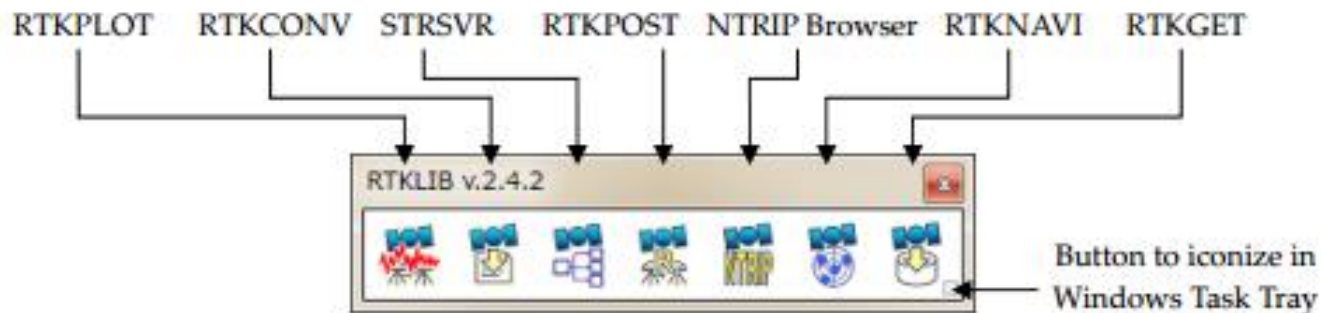 RTKPLOT RTKCONV STRSVR RTKPOST NTRIP Browser RTKNAVI RTKGET
RTKLIB v.2.4.2
x
NTRIP
Button to iconize in
Windows Task Tray